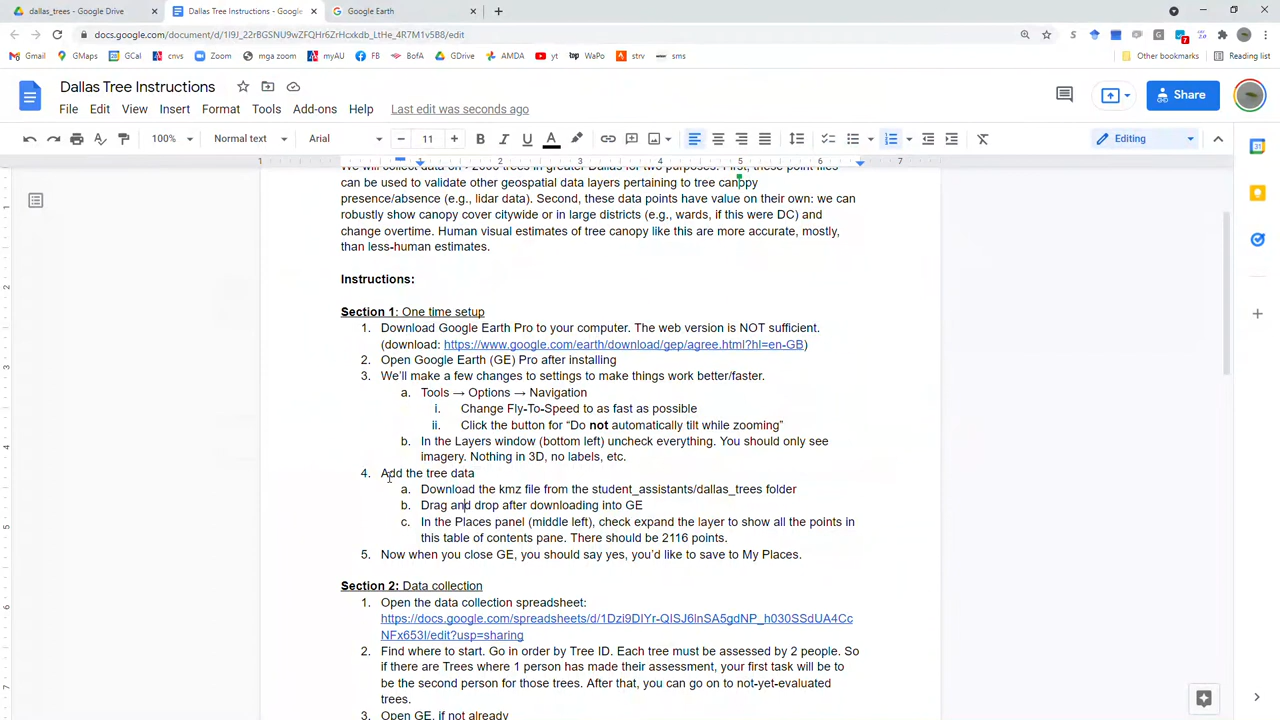 dallas_trees - Google Drive
Dallas Tree Instructions - Google
Google Earth
docs.google.com/document/d/1I9J_22rBGSNU9wZFQHr6ZrHcxkdb_LtHe_4R7M1v5B8/edit
Gmail GMaps GCal cnvs Zoom mga zoom myAU FB BofA GDrive AMDA yt WaPo strv sms Other bookmarks Reading list
Dallas Tree Instructions
Share
File Edit View Insert Format Tools Add-ons Help Last edit was seconds ago
100% Normal text Arial 11 Editing
1 1 2 3 4 5 6 7
can be used to validate other geospatial data layers pertaining to tree canopy
presence/absence (e.g., lidar data). Second, these data points have value on their own: we can
robustly show canopy cover citywide or in large districts (e.g., wards, if this were DC) and
change overtime. Human visual estimates of tree canopy like this are more accurate, mostly,
than less-human estimates.
Instructions:
Section 1: One time setup
1. Download Google Earth Pro to your computer. The web version is NOT sufficient.
(download: https://www.google.com/earth/download/gep/agree.html?hl=en-GB)
2. Open Google Earth (GE) Pro after installing
3. We'll make a few changes to settings to make things work better/faster.
a. Tools → Options → Navigation
i. Change Fly-To-Speed to as fast as possible
ii. Click the button for "Do not automatically tilt while zooming"
b. In the Layers window (bottom left) uncheck everything. You should only see
imagery. Nothing in 3D, no labels, etc.
4. Add the tree data
a. Download the kmz file from the student_assistants/dallas_trees folder
b. Drag and drop after downloading into GE
c. In the Places panel (middle left), check expand the layer to show all the points in
this table of contents pane. There should be 2116 points.
5. Now when you close GE, you should say yes, you'd like to save to My Places.
Section 2: Data collection
1. Open the data collection spreadsheet:
https://docs.google.com/spreadsheets/d/1Dzi9DIYr-QISJ6lnSA5gdNP_h030SSdUA4Cc
NFx653I/edit?usp=sharing
2. Find where to start. Go in order by Tree ID. Each tree must be assessed by 2 people. So
if there are Trees where 1 person has made their assessment, your first task will be to
be the second person for those trees. After that, you can go on to not-yet-evaluated
trees.
3. Open GE, if not already